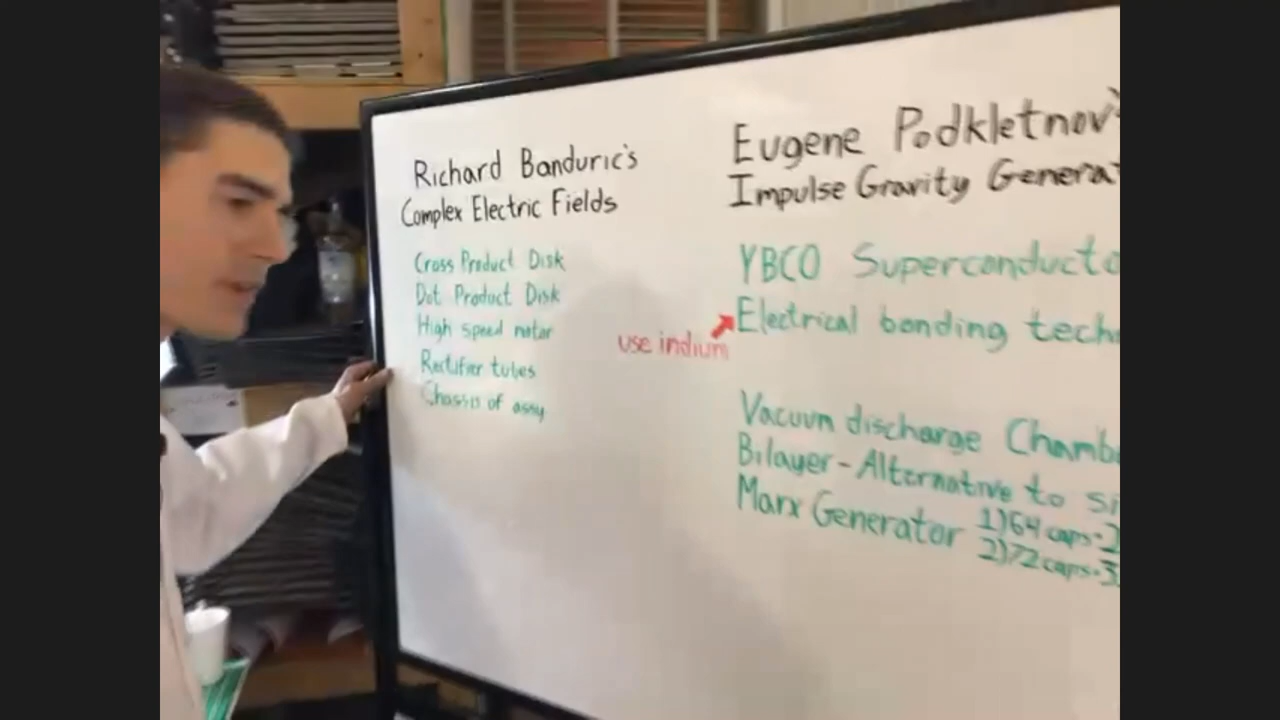 Richard Banduric's
Complex Electric Fields
Cross Product Disk
Dot Product Disk
High speed motor
Rectifier tubes
Chassis of assy
Eugene Podkletnov's
Impulse Gravity Genera
YBCO Superconducto
Electrical bonding tech
use indium
Vacuum discharge Chamb
Bilayer - Alternative to si
Marx Generator 1) 64 caps - 2
2) 72 caps - 3